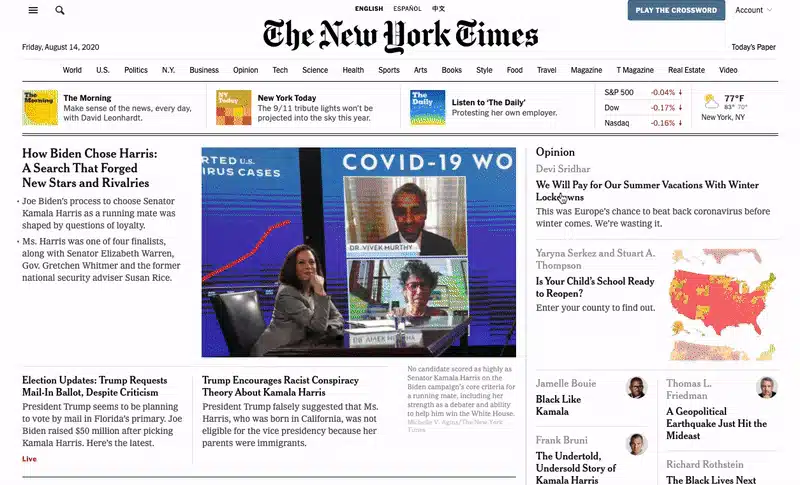 ENGLISH ESPAÑOL 中文
PLAY THE CROSSWORD
Account
Friday, August 14, 2020
The New York Times
Today's Paper
World U.S. Politics N.Y. Business Opinion Tech Science Health Sports Arts Books Style Food Travel Magazine T Magazine Real Estate Video
The Morning
The Morning
Make sense of the news, every day,
with David Leonhardt.
NY Today
New York Today
The 9/11 tribute lights won't be
projected into the sky this year.
The Daily
Listen to 'The Daily'
Protesting her own employer.
S&P 500 -0.04% ↓
Dow -0.17% ↓
Nasdaq -0.16% ↓
77°F
83° 70°
New York, NY
How Biden Chose Harris:
A Search That Forged
New Stars and Rivalries
• Joe Biden's process to choose Senator
Kamala Harris as a running mate was
shaped by questions of loyalty.
• Ms. Harris was one of four finalists,
along with Senator Elizabeth Warren,
Gov. Gretchen Whitmer and the former
national security adviser Susan Rice.
RTED U.S.
IRUS CASES
COVID-19 WO
DR. VIVEK MURTHY
No candidate scored as highly as
Senator Kamala Harris on the
Biden campaign's core criteria for
a running mate, including her
strength as a debater and ability
to help him win the White House.
Election Updates: Trump Requests
Mail-In Ballot, Despite Criticism
President Trump seems to be planning
to vote by mail in Florida's primary. Joe
Biden raised $50 million after picking
Kamala Harris. Here's the latest.
Live
Trump Encourages Racist Conspiracy
Theory About Kamala Harris
President Trump falsely suggested that Ms.
Harris, who was born in California, was
not eligible for the vice presidency because her
parents were immigrants.
Opinion
Devi Sridhar
We Will Pay for Our Summer Vacations With Winter
Lockdowns
This was Europe's chance to beat back coronavirus before
winter comes. We're wasting it.
Yaryna Serkez and Stuart A.
Thompson
Is Your Child's School Ready
to Reopen?
Enter your county to find out.
Jamelle Bouie
Black Like
Kamala
Thomas L.
Friedman
A Geopolitical
Earthquake Just Hit the
Mideast
Frank Bruni
The Undertold,
Undersold Story of
Kamala Harris
Richard Rothstein
The Black Lives Next